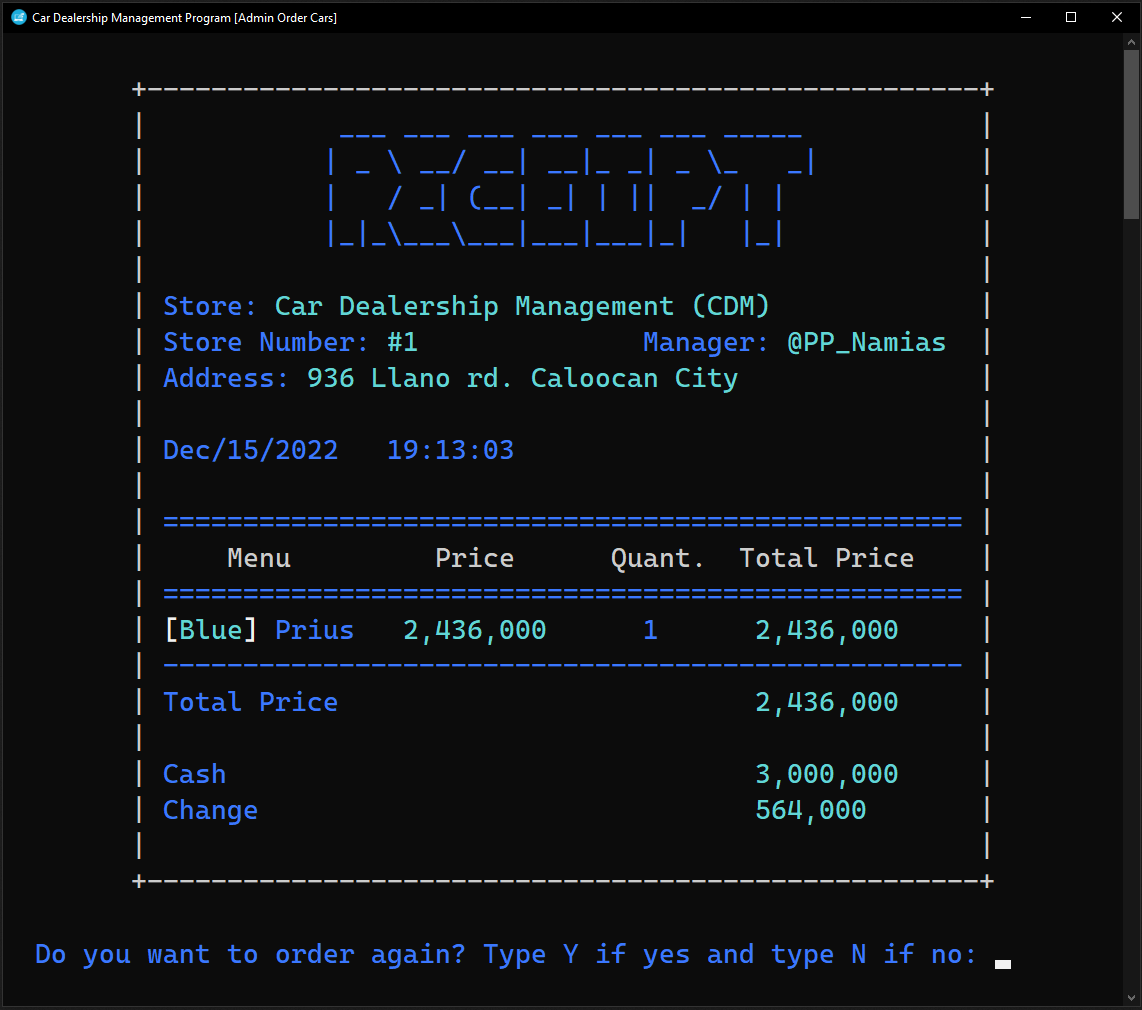 Car Dealership Management Program [Admin Order Cars]
RECEIPT
Store: Car Dealership Management (CDM)
Store Number: #1 Manager: @PP_Namias
Address: 936 Llano rd. Caloocan City
Dec/15/2022 19:13:03
Menu Price Quant. Total Price
[Blue] Prius 2,436,000 1 2,436,000
Total Price 2,436,000
Cash 3,000,000
Change 564,000
Do you want to order again? Type Y if yes and type N if no: